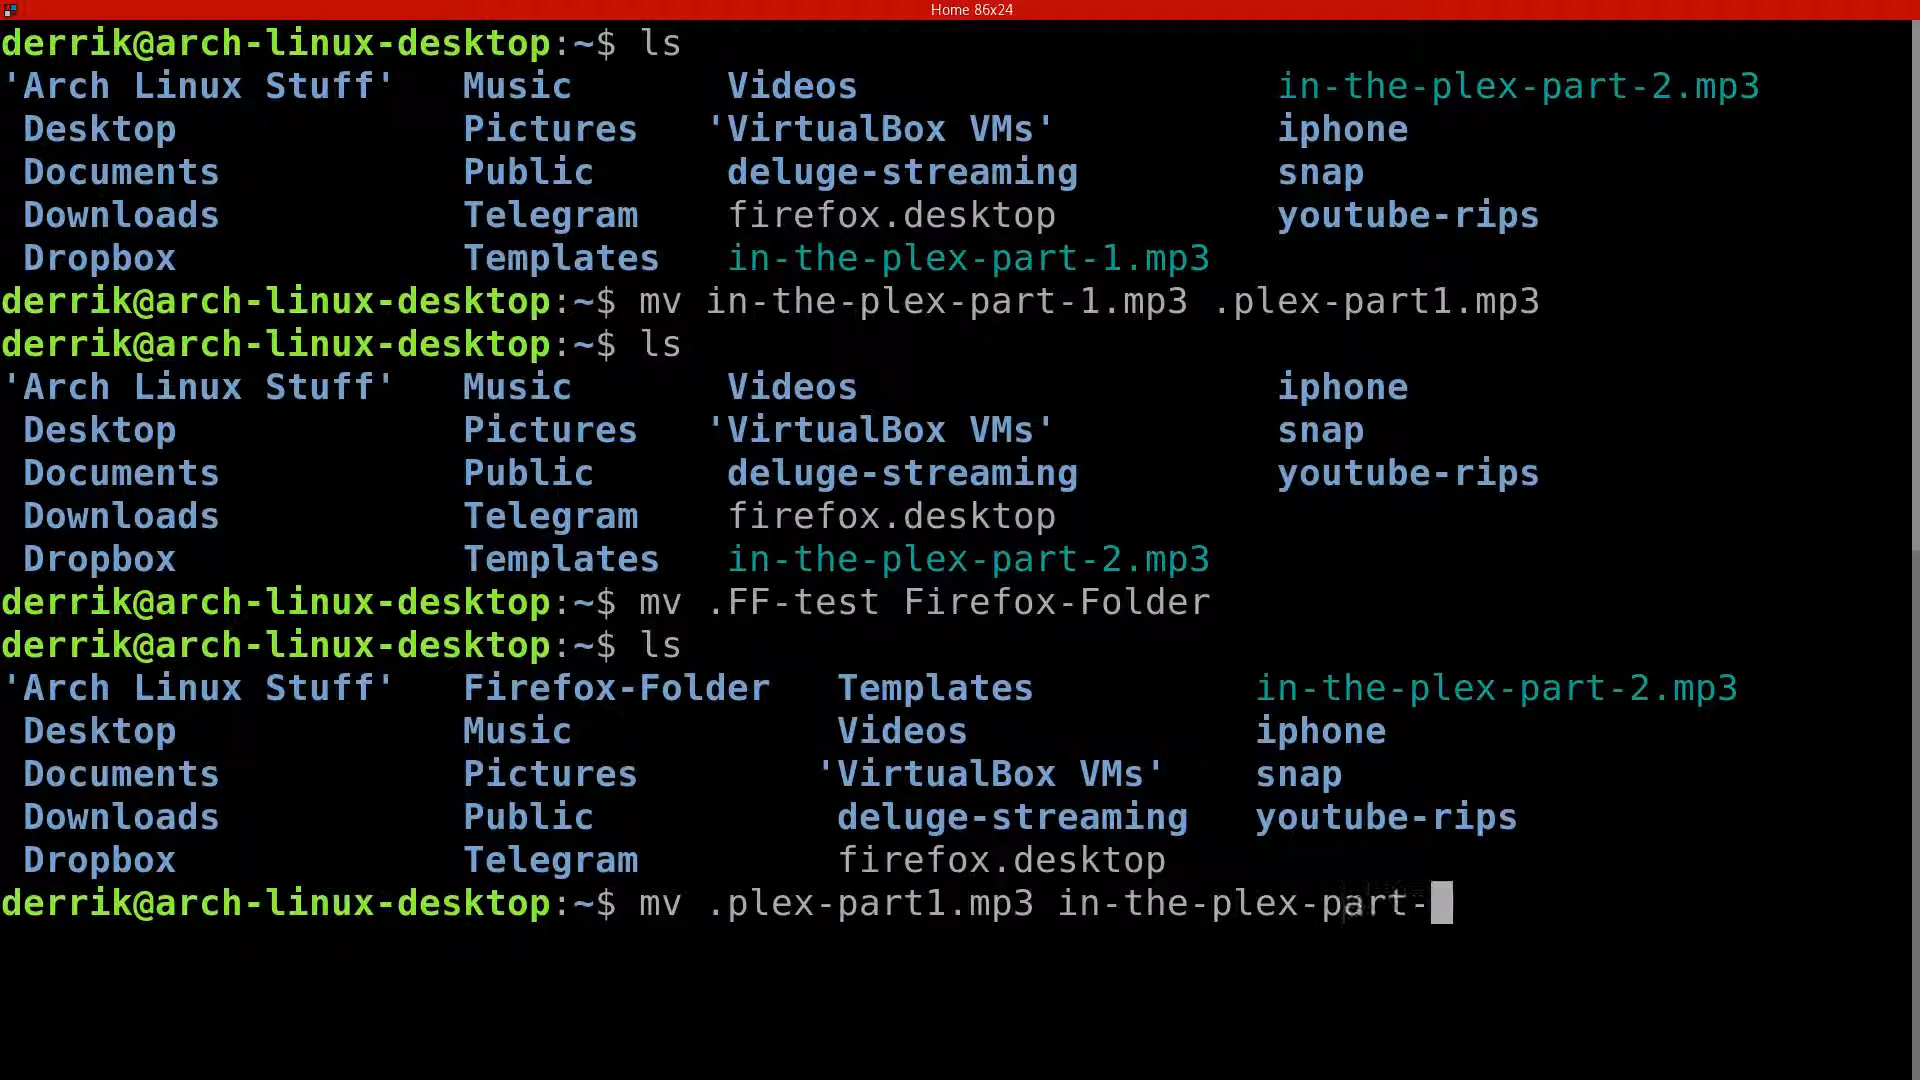 Home 86x24
derrik@arch-linux-desktop:~$ ls
'Arch Linux Stuff' Music Videos in-the-plex-part-2.mp3
Desktop Pictures 'VirtualBox VMs' iphone
Documents Public deluge-streaming snap
Downloads Telegram firefox.desktop youtube-rips
Dropbox Templates in-the-plex-part-1.mp3
derrik@arch-linux-desktop:~$ mv in-the-plex-part-1.mp3 .plex-part1.mp3
derrik@arch-linux-desktop:~$ ls
'Arch Linux Stuff' Music Videos iphone
Desktop Pictures 'VirtualBox VMs' snap
Documents Public deluge-streaming youtube-rips
Downloads Telegram firefox.desktop
Dropbox Templates in-the-plex-part-2.mp3
derrik@arch-linux-desktop:~$ mv .FF-test Firefox-Folder
derrik@arch-linux-desktop:~$ ls
'Arch Linux Stuff' Firefox-Folder Templates in-the-plex-part-2.mp3
Desktop Music Videos iphone
Documents Pictures 'VirtualBox VMs' snap
Downloads Public deluge-streaming youtube-rips
Dropbox Telegram firefox.desktop
derrik@arch-linux-desktop:~$ mv .plex-part1.mp3 in-the-plex-part-